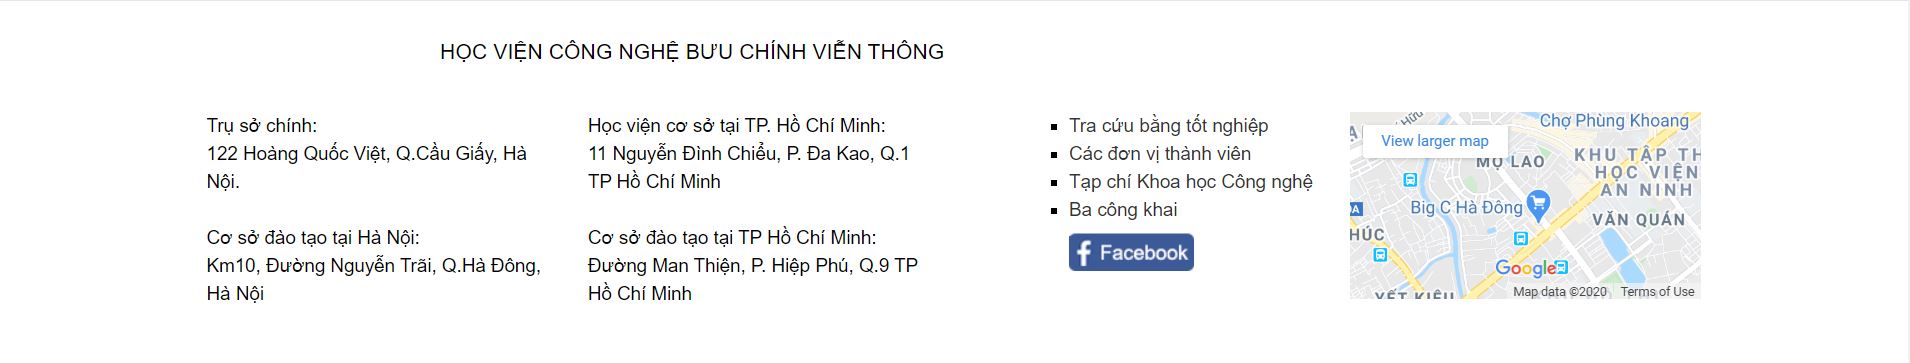 HỌC VIỆN CÔNG NGHỆ BƯU CHÍNH VIỄN THÔNG
Trụ sở chính:
122 Hoàng Quốc Việt, Q.Cầu Giấy, Hà
Nội.
Cơ sở đào tạo tại Hà Nội:
Km10, Đường Nguyễn Trãi, Q.Hà Đông,
Hà Nội
Học viện cơ sở tại TP. Hồ Chí Minh:
11 Nguyễn Đình Chiểu, P. Đa Kao, Q.1
TP Hồ Chí Minh
Cơ sở đào tạo tại TP Hồ Chí Minh:
Đường Man Thiện, P. Hiệp Phú, Q.9 TP
Hồ Chí Minh
Tra cứu bằng tốt nghiệp
Các đơn vị thành viên
Tạp chí Khoa học Công nghệ
Ba công khai
Facebook
Chợ Phùng Khoang
View larger map
MỖ LAO
KHU TẬP TH
HỌC VIỆN
AN NINH
Big C Hà Đông
VĂN QUÁN
HÚC
Google
YẾT KIÊU
Map data ©2020
Terms of Use